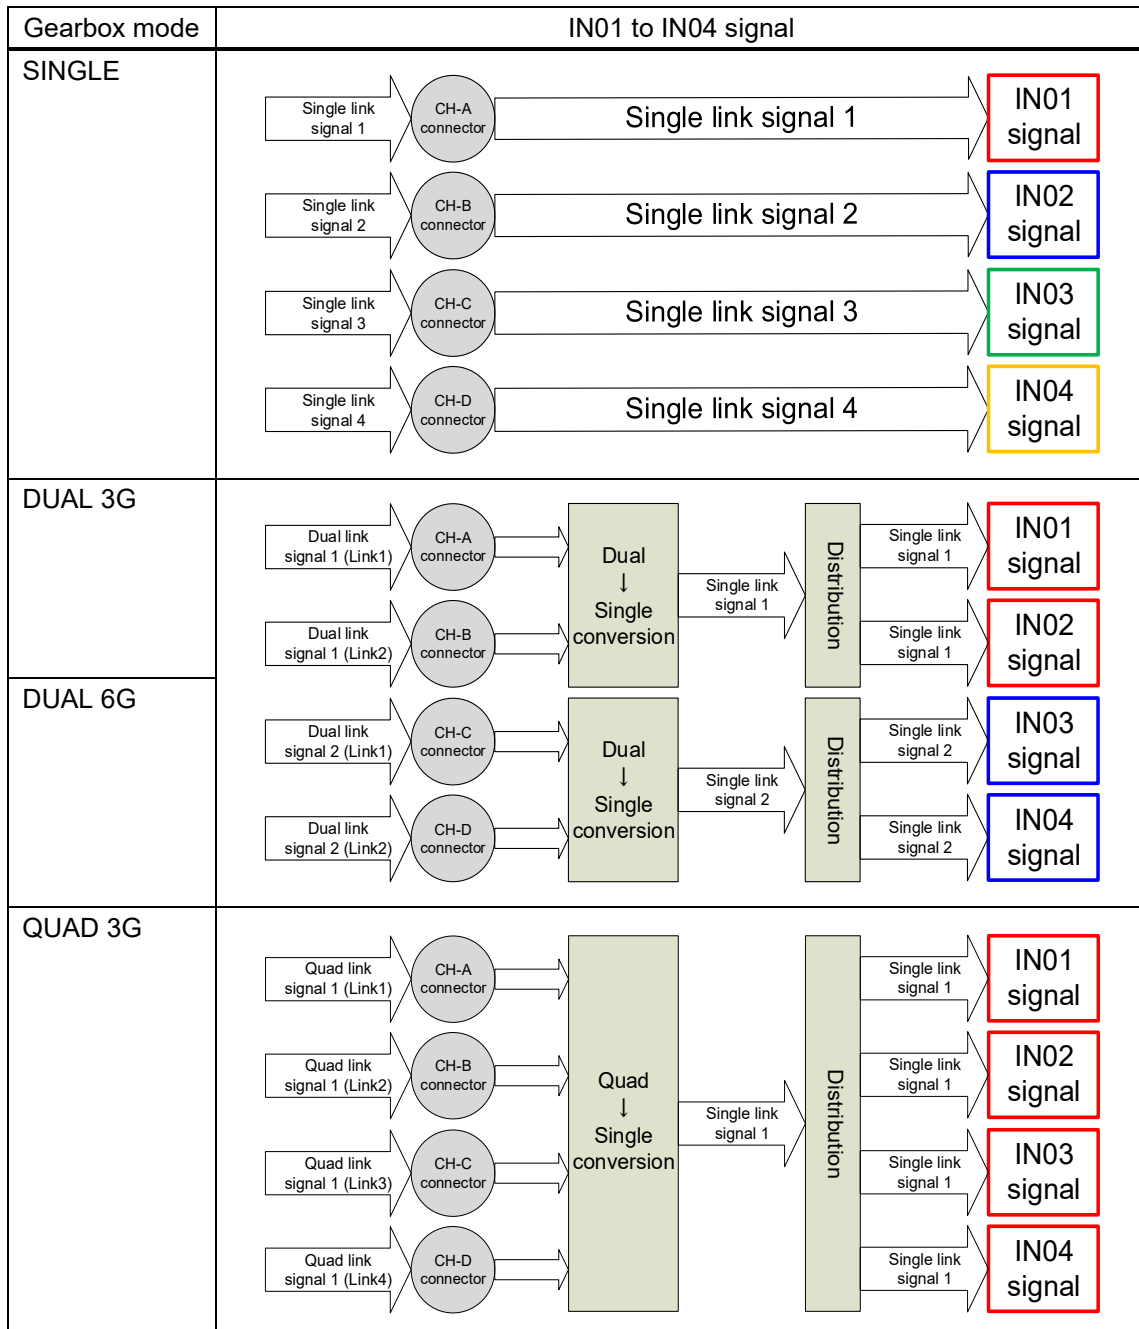 Gearbox mode
IN01 to IN04 signal
SINGLE
Single link
signal 1
CH-A
connector
Single link signal 1
IN01
signal
Single link
signal 2
CH-B
connector
Single link signal 2
IN02
signal
Single link
signal 3
CH-C
connector
Single link signal 3
IN03
signal
Single link
signal 4
CH-D
connector
Single link signal 4
IN04
signal
DUAL 3G
Dual link
signal 1 (Link1)
CH-A
connector
Dual link
signal 1 (Link2)
CH-B
connector
Dual
↓
Single
conversion
Single link
signal 1
Distribution
Single link
signal 1
IN01
signal
Single link
signal 1
IN02
signal
DUAL 6G
Dual link
signal 2 (Link1)
CH-C
connector
Dual link
signal 2 (Link2)
CH-D
connector
Dual
↓
Single
conversion
Single link
signal 2
Distribution
Single link
signal 2
IN03
signal
Single link
signal 2
IN04
signal
QUAD 3G
Quad link
signal 1 (Link1)
CH-A
connector
Quad link
signal 1 (Link2)
CH-B
connector
Quad link
signal 1 (Link3)
CH-C
connector
Quad link
signal 1 (Link4)
CH-D
connector
Quad
↓
Single
conversion
Single link
signal 1
Distribution
Single link
signal 1
IN01
signal
Single link
signal 1
IN02
signal
Single link
signal 1
IN03
signal
Single link
signal 1
IN04
signal